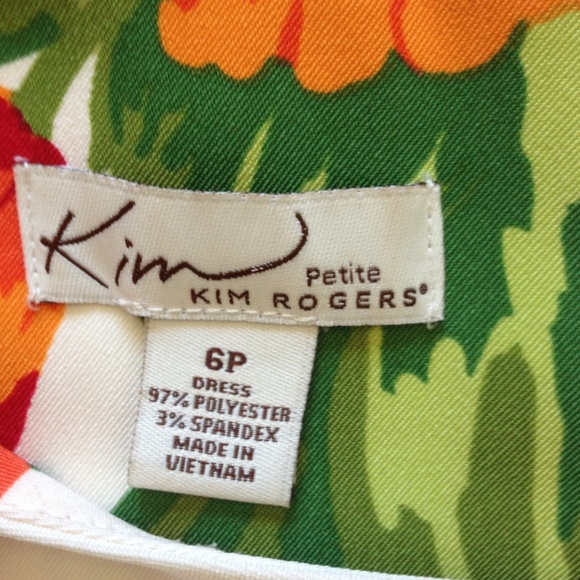 Kim
Petite
KIM ROGERS®
6P
DRESS
97% POLYESTER
3% SPANDEX
MADE IN
VIETNAM